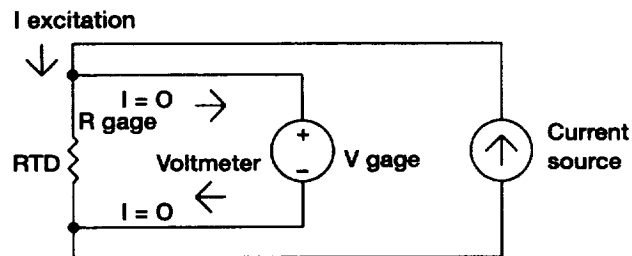 I excitation
I = O
R gage
RTD
Voltmeter
+
−
V gage
Current
source
I = O